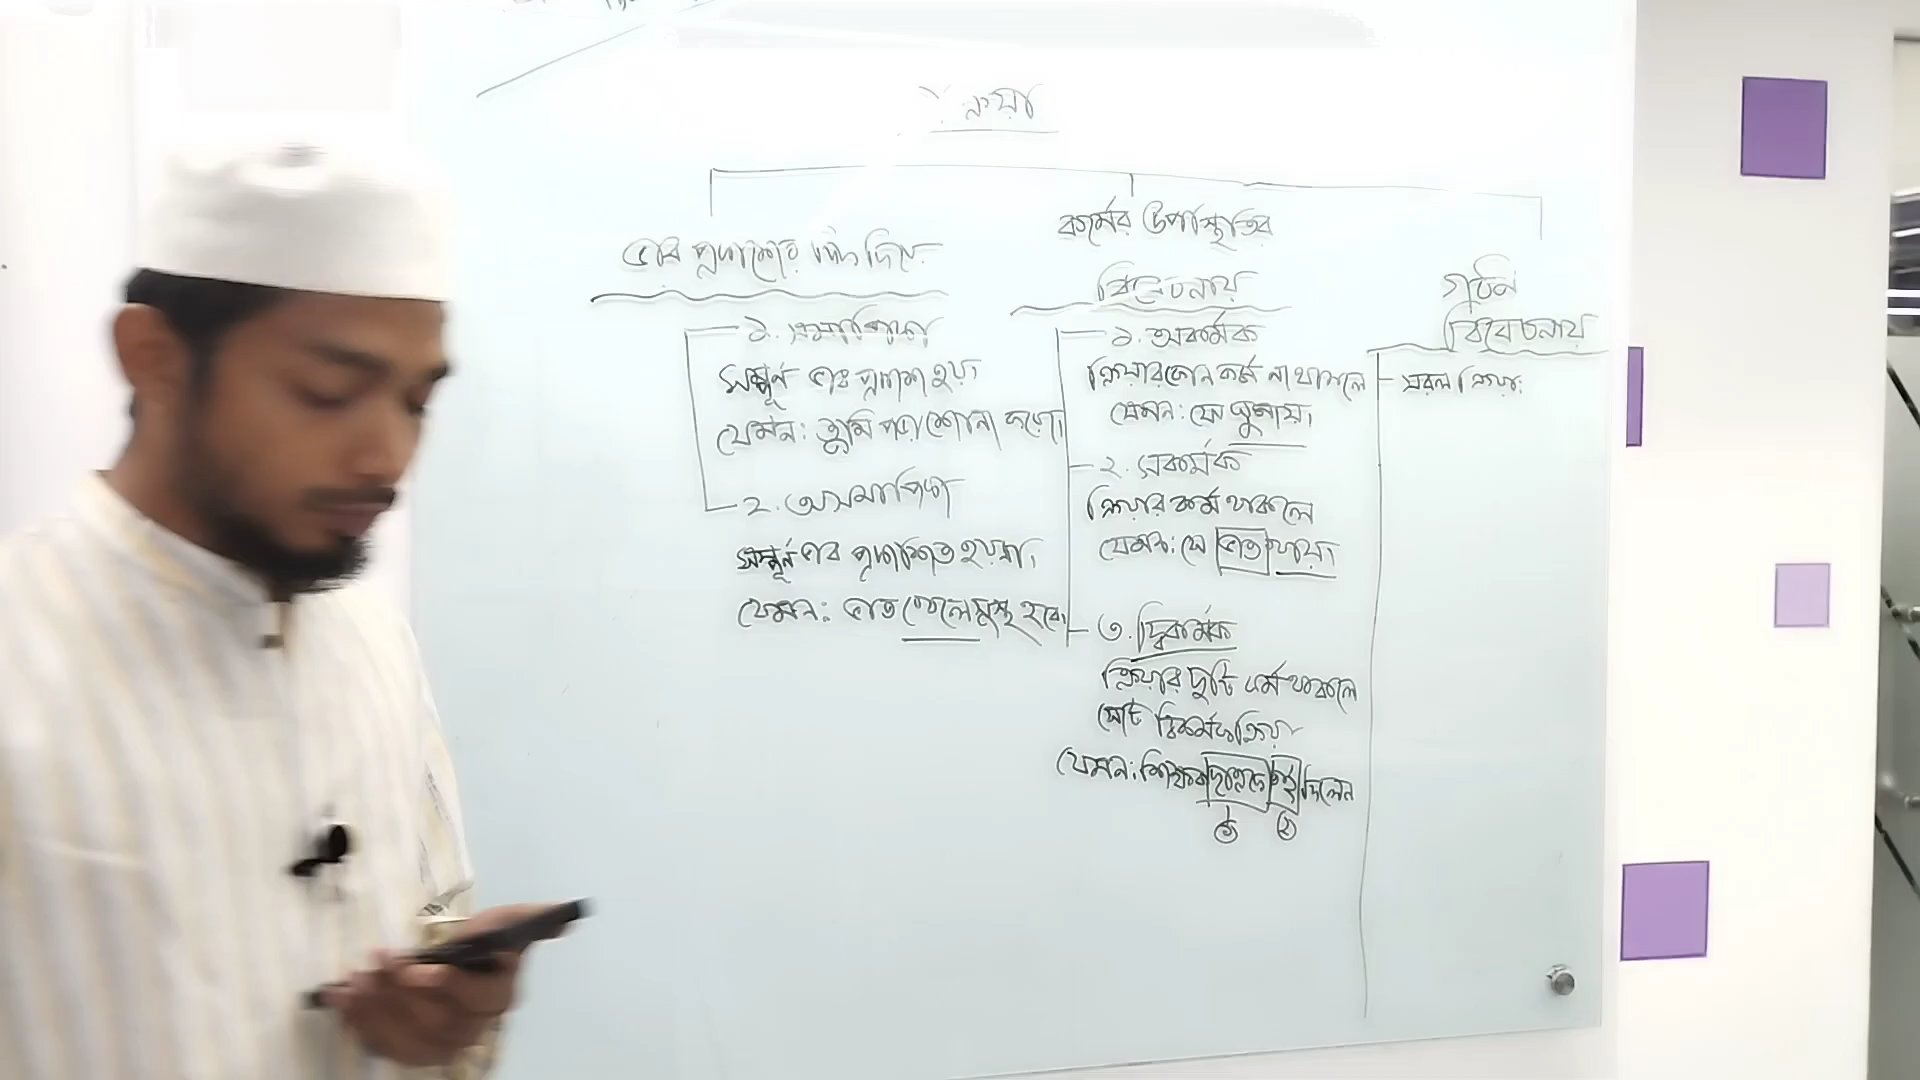 ক্রিয়া
ভাব প্রকাশের দিক দিয়ে
১. সমাপিকা
সম্পূর্ণ ভাব প্রকাশ হয়।
যেমন: তুমি পড়াশোনা করো।
২. অসমাপিকা
সম্পূর্ণ ভাব প্রকাশিত হয়না।
যেমন: ভাত খেলে সুস্থ হবে।
কর্মের উপস্থিতির
বিবেচনায়
১. অকর্মক
ক্রিয়ার কোন কর্ম না থাকলে
যেমন: সে ঘুমায়।
২. সকর্মক
ক্রিয়ার কর্ম থাকলে
যেমন: সে ভাত খায়।
৩. দ্বিকর্মক
ক্রিয়ার দুটি কর্ম থাকলে
সেটি দ্বিকর্মক ক্রিয়া
যেমন: শিক্ষক ছাত্রকে বই দিলেন
১ ২
গঠন
বিবেচনায়
সরল ক্রিয়া: